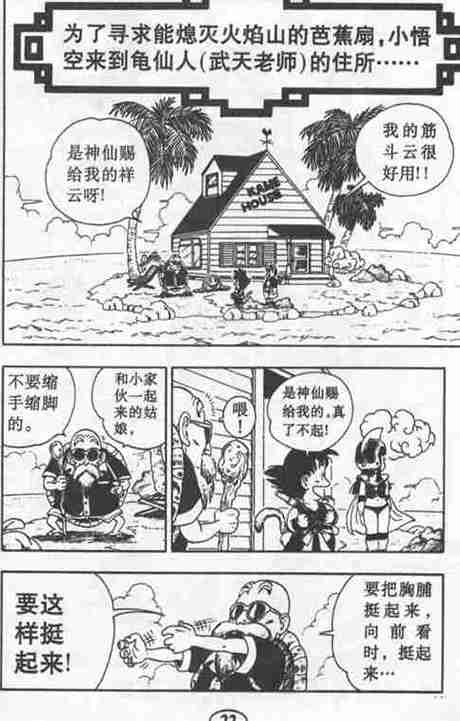 为了寻求能熄灭火焰山的芭蕉扇，小悟
空来到龟仙人(武天老师)的住所……
我的筋
斗云很
好用!!
是神仙赐
给我的祥
云呀!
KAME
HOUSE
是神仙赐
给我的,真
了不起!
喂!
和小家
伙一起
来的姑
娘,
不要缩
手缩脚
的。
要把胸脯
挺起来,
向前看
时,挺起
来…
要这
样挺
起来!
22